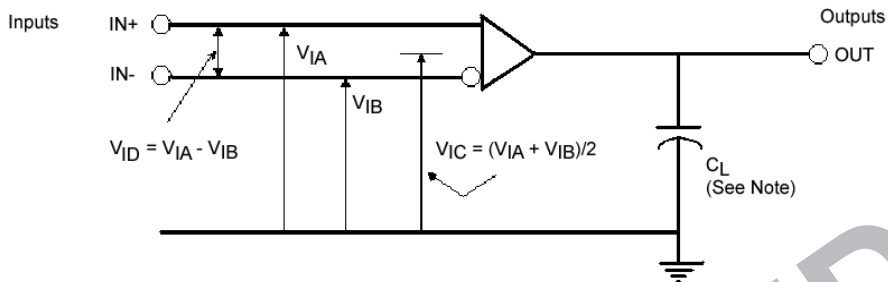 Inputs
IN+
IN-
VIA
VIB
VID = VIA - VIB
VIC = (VIA + VIB)/2
Outputs
OUT
CL
(See Note)